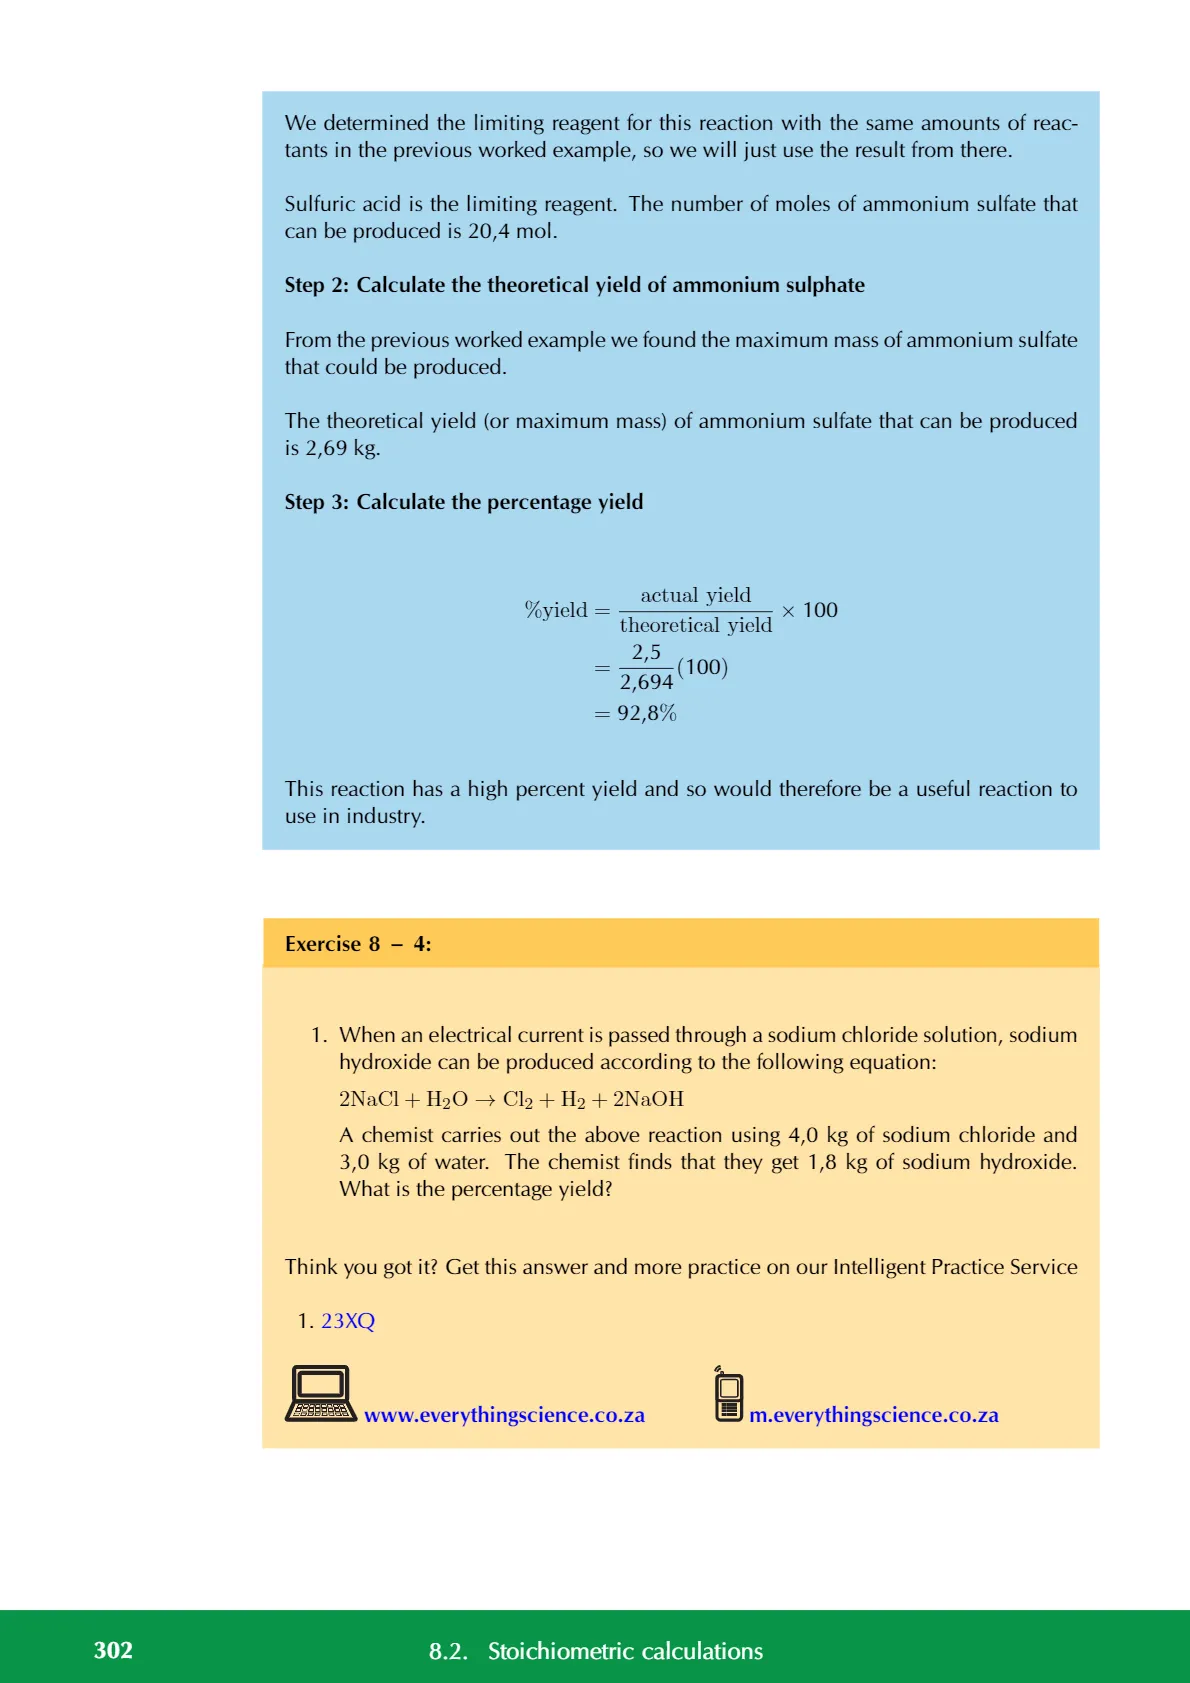 We determined the limiting reagent for this reaction with the same amounts of reac-
tants in the previous worked example, so we will just use the result from there.
Sulfuric acid is the limiting reagent. The number of moles of ammonium sulfate that
can be produced is 20,4 mol.
Step 2: Calculate the theoretical yield of ammonium sulphate
From the previous worked example we found the maximum mass of ammonium sulfate
that could be produced.
The theoretical yield (or maximum mass) of ammonium sulfate that can be produced
is 2,69 kg.
Step 3: Calculate the percentage yield
%yield = actual yield / theoretical yield × 100
= 2,5 / 2,694 (100)
= 92,8%
This reaction has a high percent yield and so would therefore be a useful reaction to
use in industry.
Exercise 8 – 4:
1. When an electrical current is passed through a sodium chloride solution, sodium
hydroxide can be produced according to the following equation:
2NaCl + H₂O → Cl₂ + H₂ + 2NaOH
A chemist carries out the above reaction using 4,0 kg of sodium chloride and
3,0 kg of water. The chemist finds that they get 1,8 kg of sodium hydroxide.
What is the percentage yield?
Think you got it? Get this answer and more practice on our Intelligent Practice Service
1. 23XQ
www.everythingscience.co.za m.everythingscience.co.za
302 8.2. Stoichiometric calculations